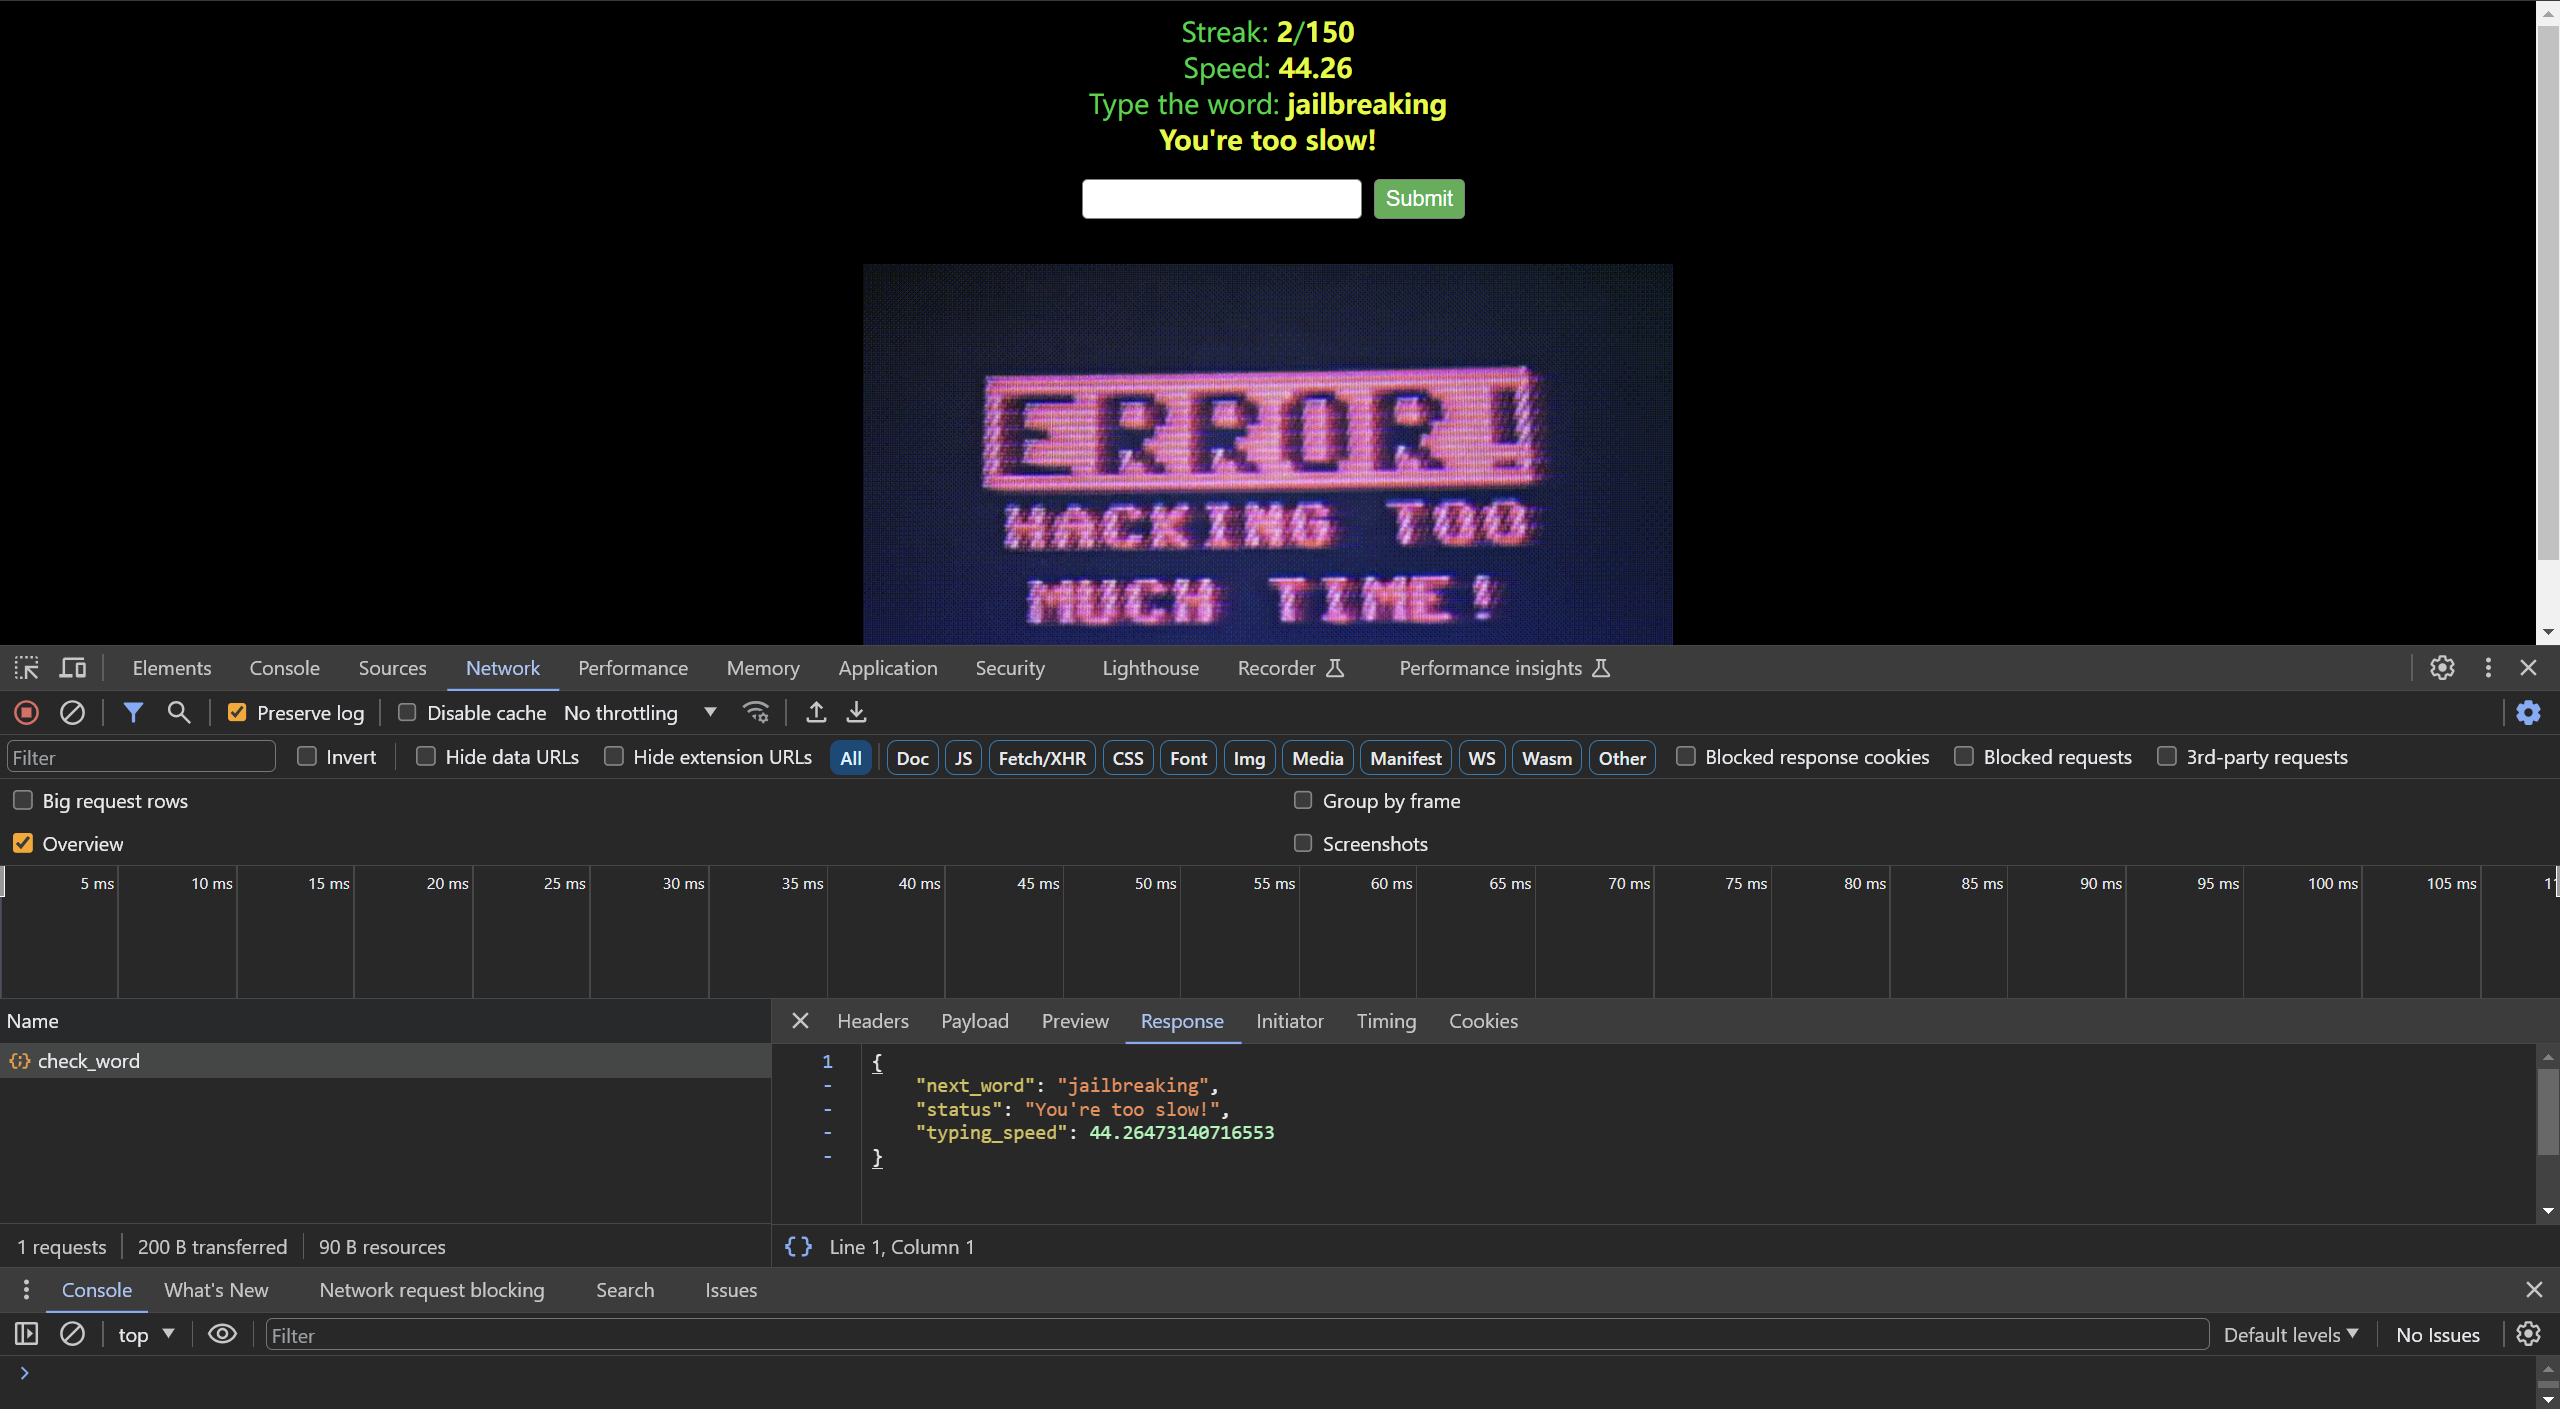 Streak: 2/150
Speed: 44.26
Type the word: jailbreaking
You're too slow!
Submit
ERROR!
HACKING TOO
MUCH TIME!
Elements Console Sources Network Performance Memory Application Security Lighthouse Recorder Performance insights
Preserve log Disable cache No throttling
Filter Invert Hide data URLs Hide extension URLs All Doc JS Fetch/XHR CSS Font Img Media Manifest WS Wasm Other Blocked response cookies Blocked requests 3rd-party requests
Big request rows Group by frame
Overview Screenshots
5 ms 10 ms 15 ms 20 ms 25 ms 30 ms 35 ms 40 ms 45 ms 50 ms 55 ms 60 ms 65 ms 70 ms 75 ms 80 ms 85 ms 90 ms 95 ms 100 ms 105 ms
Name Headers Payload Preview Response Initiator Timing Cookies
check_word
1 {
- "next_word": "jailbreaking",
- "status": "You're too slow!",
- "typing_speed": 44.26473140716553
- }
1 requests 200 B transferred 90 B resources {} Line 1, Column 1
Console What's New Network request blocking Search Issues
top Filter Default levels No Issues